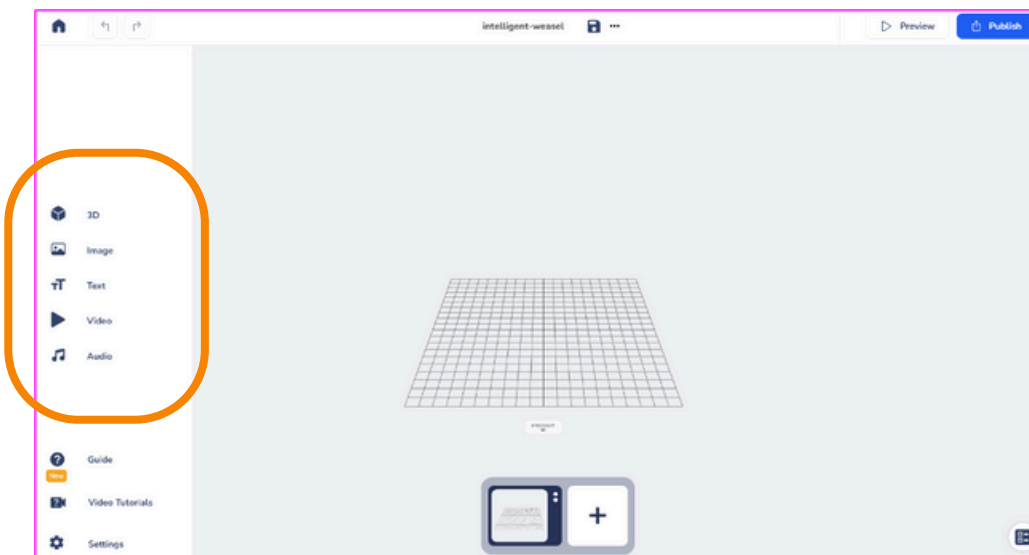 intelligent-weasel
Preview
Publish
3D
Image
Text
Video
Audio
Guide
New
Video Tutorials
Settings